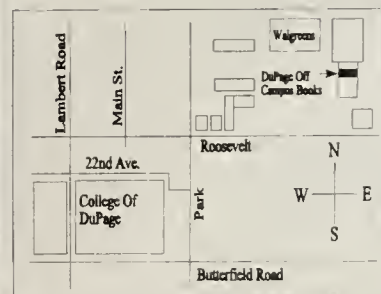 Walgreens
DuPage Off
Campus Books
Lambert Road
Main St.
Roosevelt
22nd Ave.
College Of
DuPage
Park
N
W
E
S
Butterfield Road